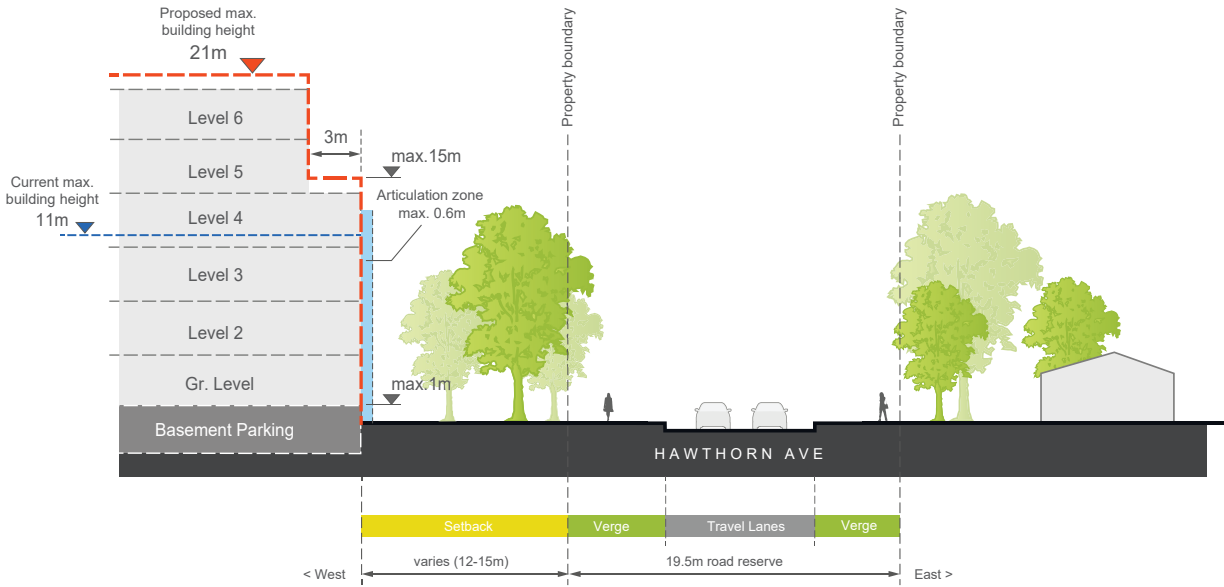 Proposed max.
building height
21m
Property boundary
Property boundary
Level 6
3m
max.15m
Level 5
Current max.
building height
11m
Articulation zone
max. 0.6m
Level 4
Level 3
Level 2
Gr. Level
max.1m
Basement Parking
HAWTHORN AVE
Setback
Verge
Travel Lanes
Verge
varies (12-15m)
19.5m road reserve
< West
East >